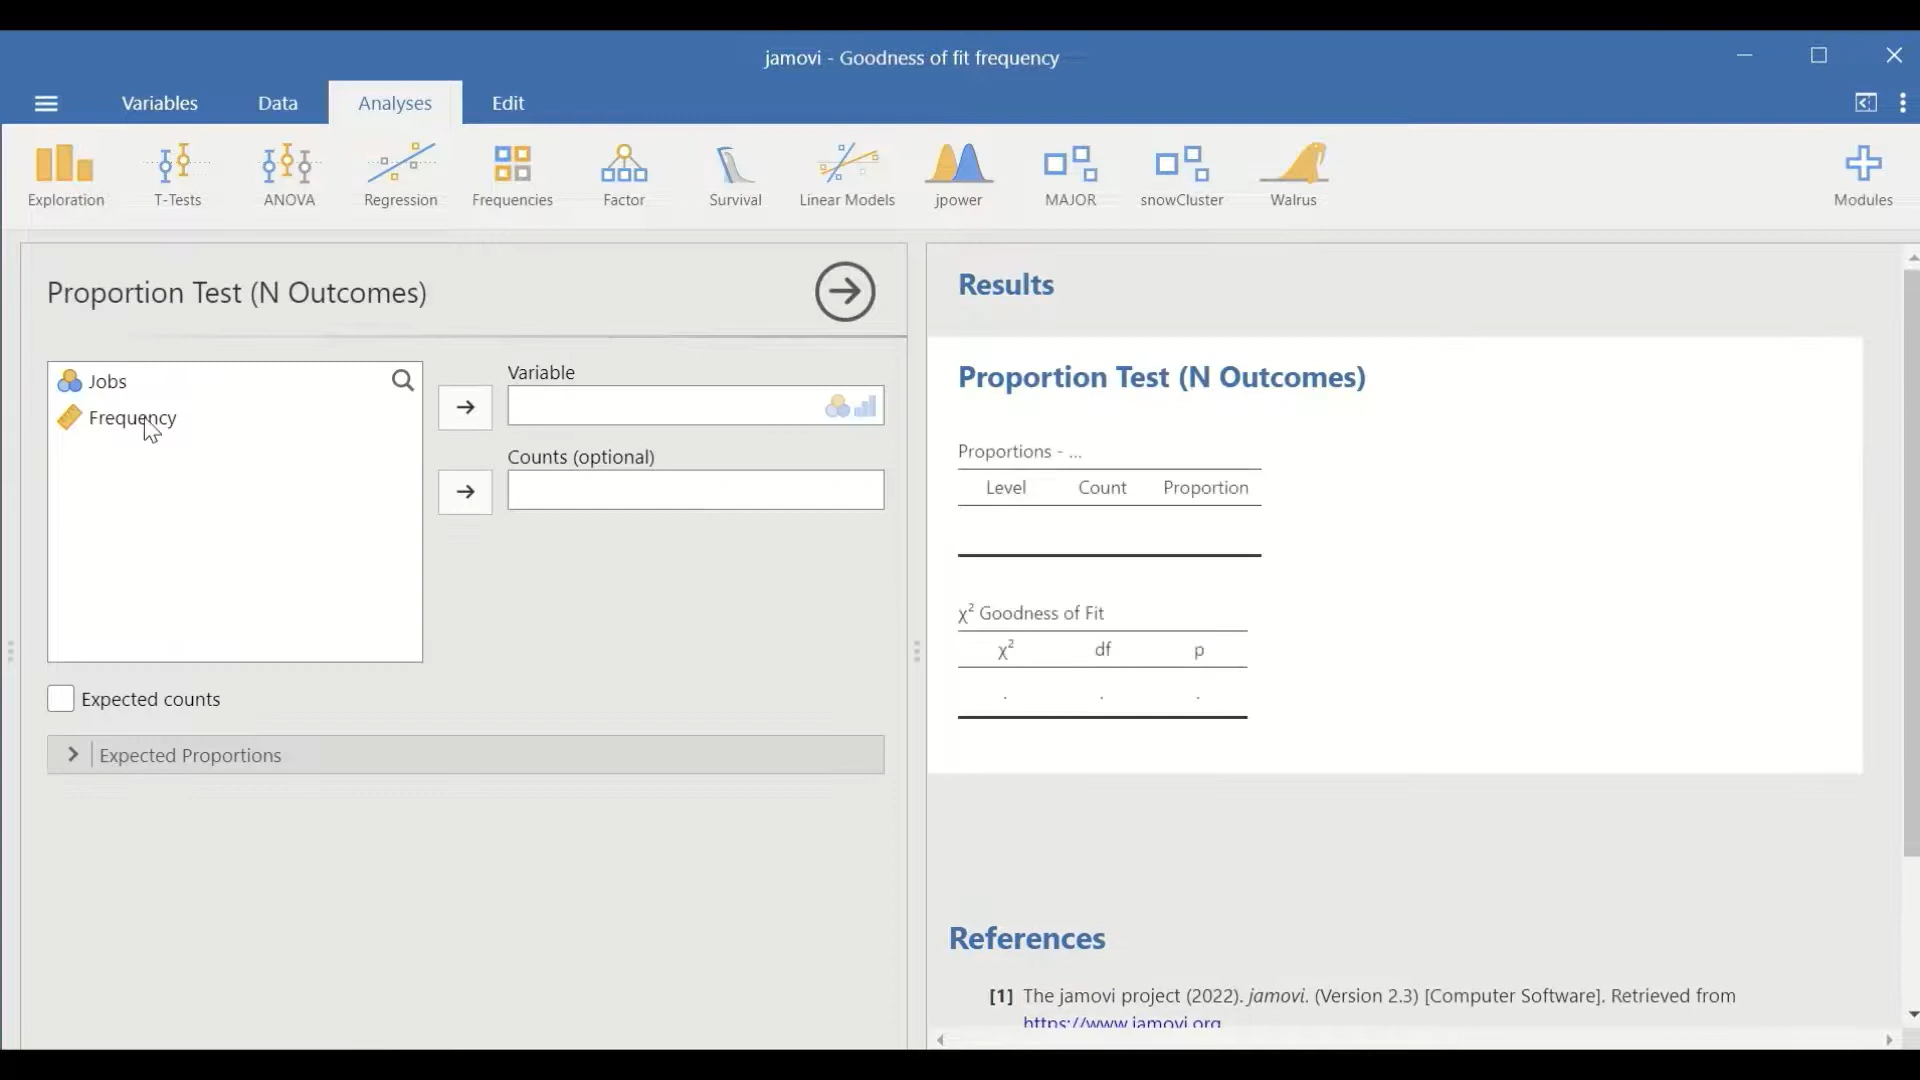 jamovi - Goodness of fit frequency
Variables Data Analyses Edit
Exploration T-Tests ANOVA Regression Frequencies Factor Survival Linear Models jpower MAJOR snowCluster Walrus Modules
Proportion Test (N Outcomes)
Jobs
Frequency
Variable
Counts (optional)
Expected counts
Expected Proportions
Results
Proportion Test (N Outcomes)
Proportions - ...
Level Count Proportion
χ² Goodness of Fit
χ² df p
. . .
References
[1] The jamovi project (2022). jamovi. (Version 2.3) [Computer Software]. Retrieved from
https://www.jamovi.org